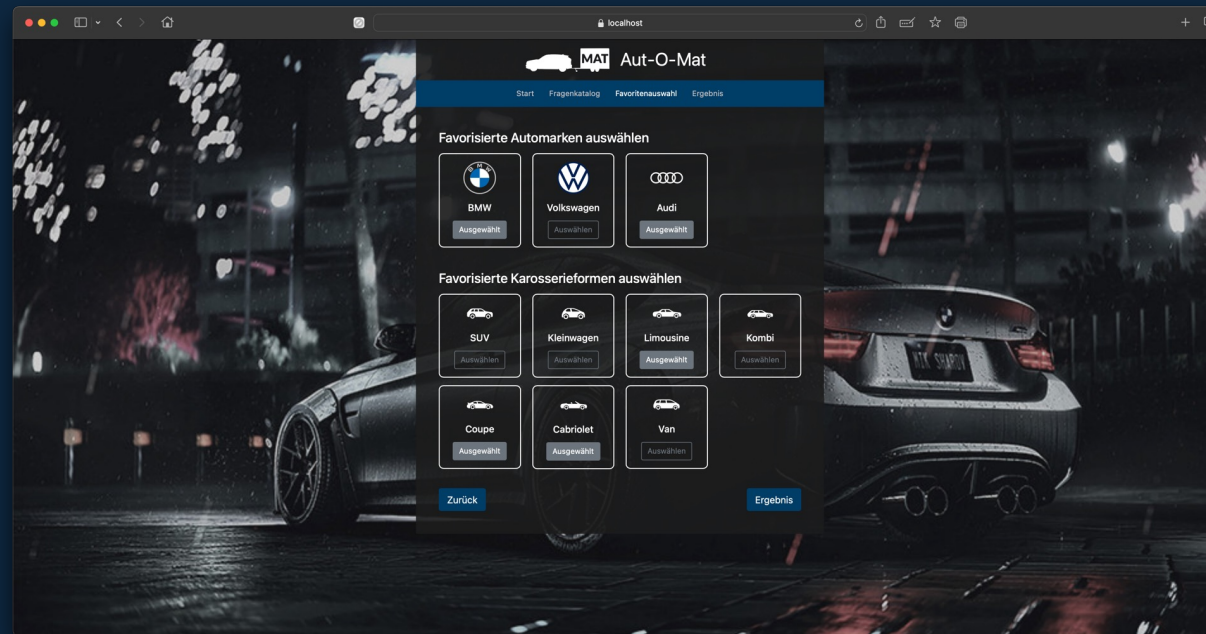 localhost
MAT Aut-O-Mat
Start Fragenkatalog Favoritenauswahl Ergebnis
Favorisierte Automarken auswählen
BMW
BMW Volkswagen Audi
Ausgewählt Auswählen Ausgewählt
Favorisierte Karosserieformen auswählen
SUV Kleinwagen Limousine Kombi
Auswählen Auswählen Ausgewählt Auswählen
Coupe Cabriolet Van
Ausgewählt Ausgewählt Auswählen
Zurück Ergebnis